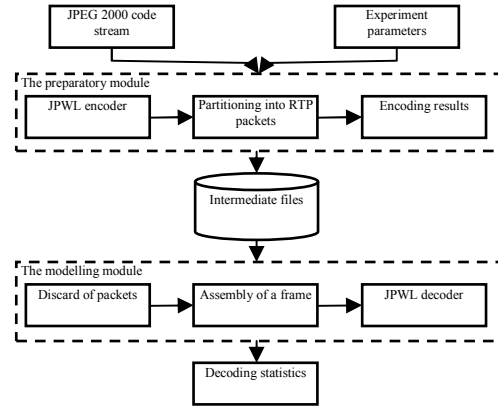 JPEG 2000 code
stream
Experiment
parameters
The preparatory module
JPWL encoder
Partitioning into RTP
packets
Encoding results
Intermediate files
The modelling module
Discard of packets
Assembly of a frame
JPWL decoder
Decoding statistics